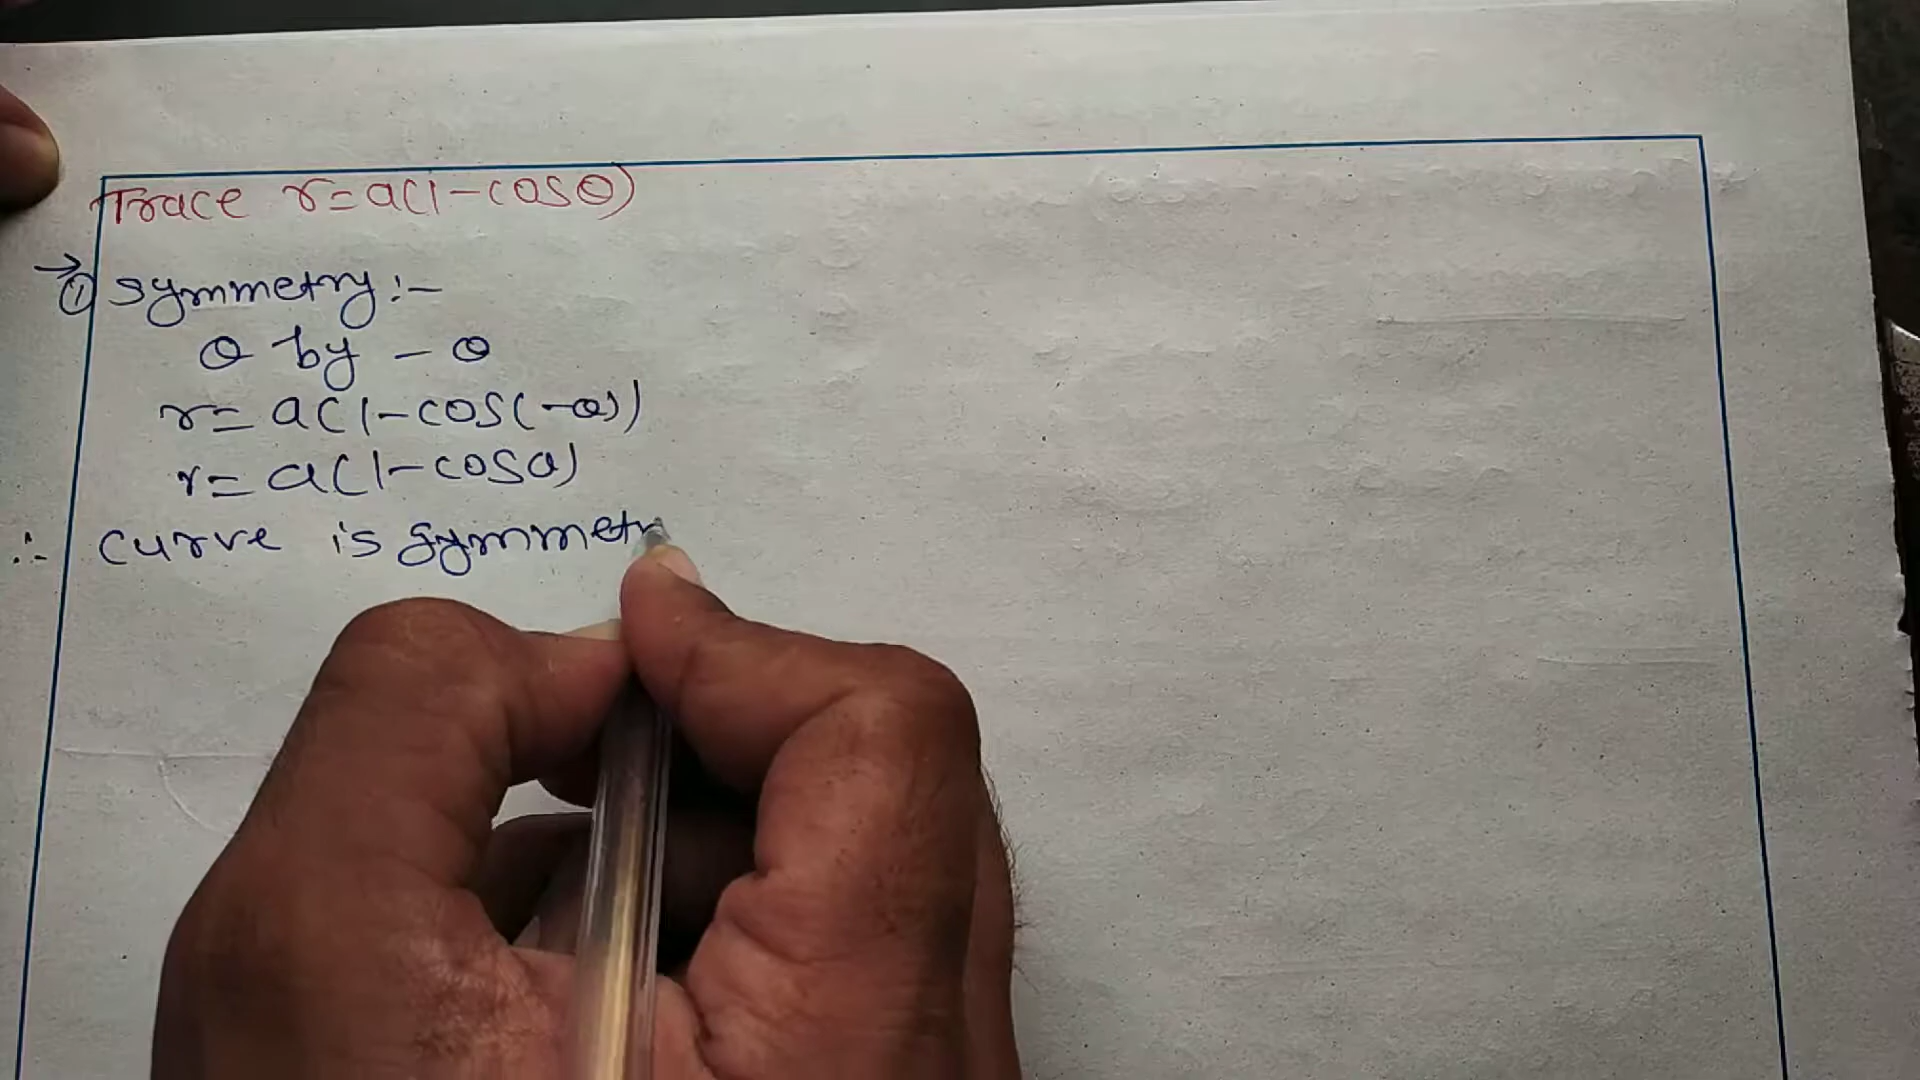 Trace r=a(1-cosθ)
→
① Symmetry:-
θ by -θ
r= a(1-cos(-θ))
r= a(1-cosθ)
∴ curve is symmetr